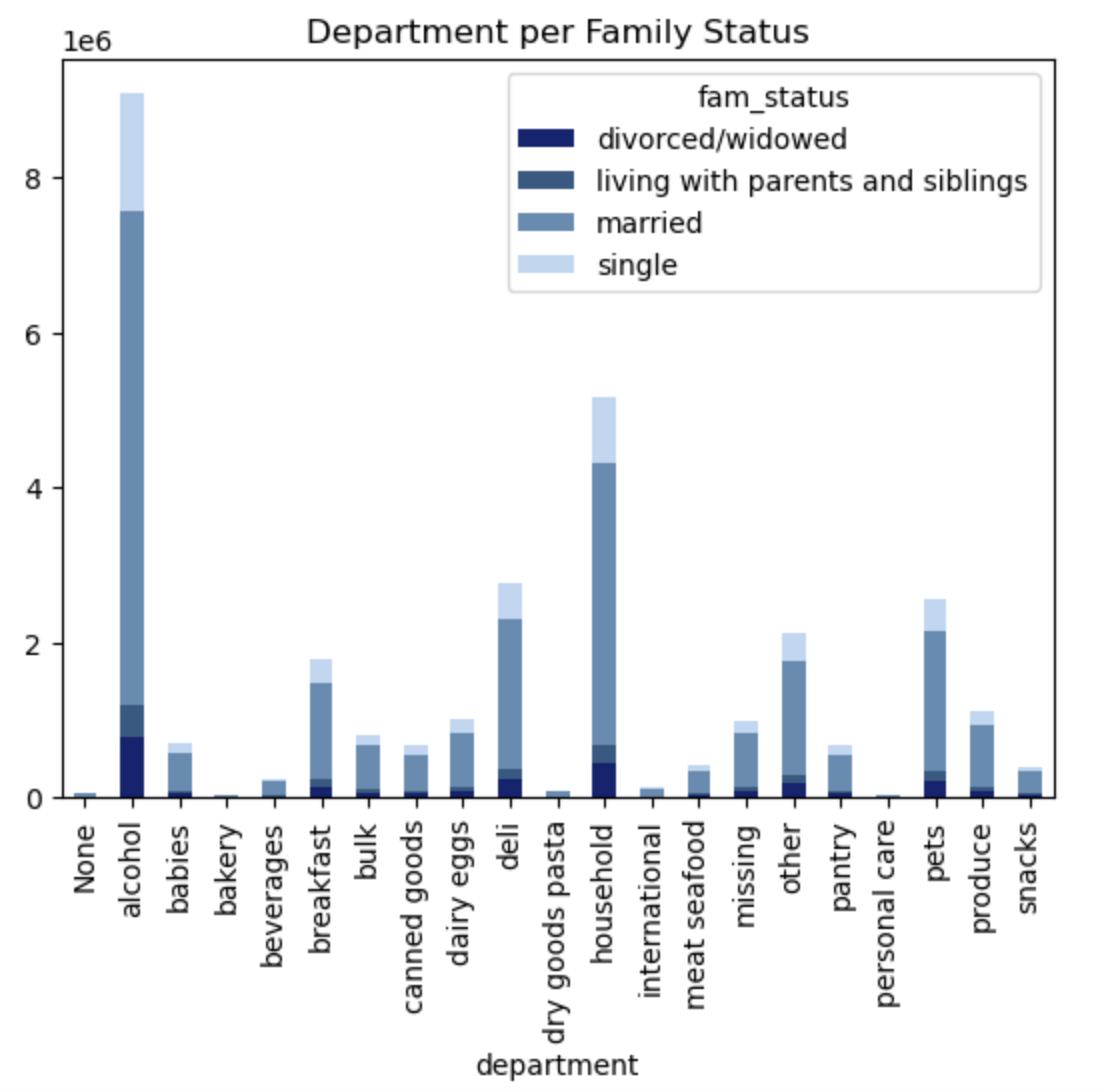 Department per Family Status
1e6
fam_status
divorced/widowed
living with parents and siblings
married
single
8
6
4
2
0
None
alcohol
babies
bakery
beverages
breakfast
bulk
canned goods
dairy eggs
deli
dry goods pasta
household
international
meat seafood
missing
other
pantry
personal care
pets
produce
snacks
department